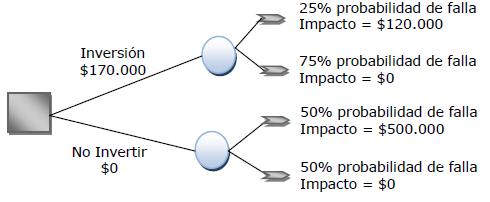 25% probabilidad de falla
Impacto = $120.000
Inversión
$170.000
75% probabilidad de falla
Impacto = $0
50% probabilidad de falla
Impacto = $500.000
No Invertir
$0
50% probabilidad de falla
Impacto = $0